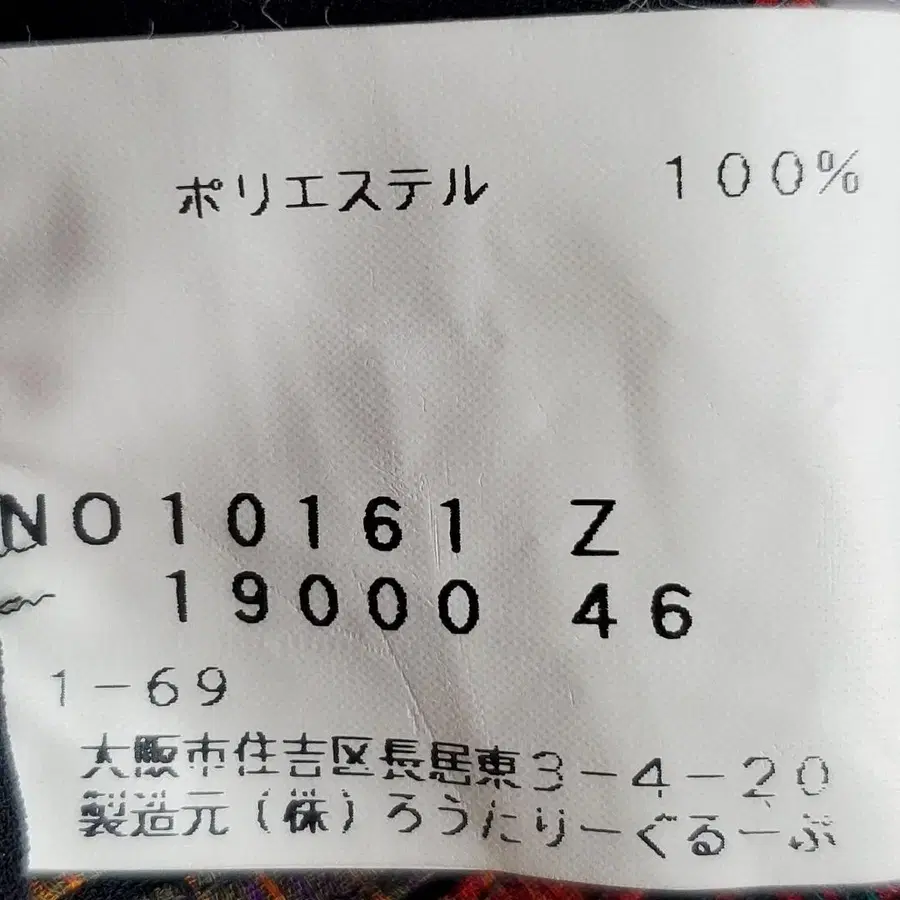 ポリエステル 100%
NO10161 Z
19000 46
1-69
大阪市住吉区長居東3-4-20
製造元(株)ろうたりーぐるーぷ